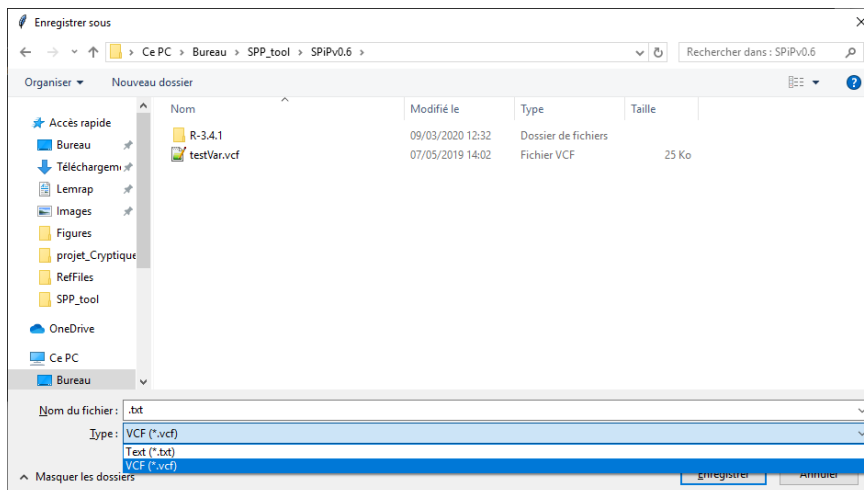 Enregistrer sous
Ce PC > Bureau > SPP_tool > SPiPv0.6 >
Rechercher dans : SPiPv0.6
Organiser Nouveau dossier
Nom Modifié le Type Taille
Accès rapide
Bureau
Téléchargem
Lemrap
Images
Figures
projet_Cryptique
RefFiles
SPP_tool
OneDrive
Ce PC
Bureau
R-3.4.1 09/03/2020 12:32 Dossier de fichiers
testVar.vcf 07/05/2019 14:02 Fichier VCF 25 Ko
Nom du fichier : .txt
Type : VCF (*.vcf)
Text (*.txt)
VCF (*.vcf)
Masquer les dossiers Enregistrer Annuler